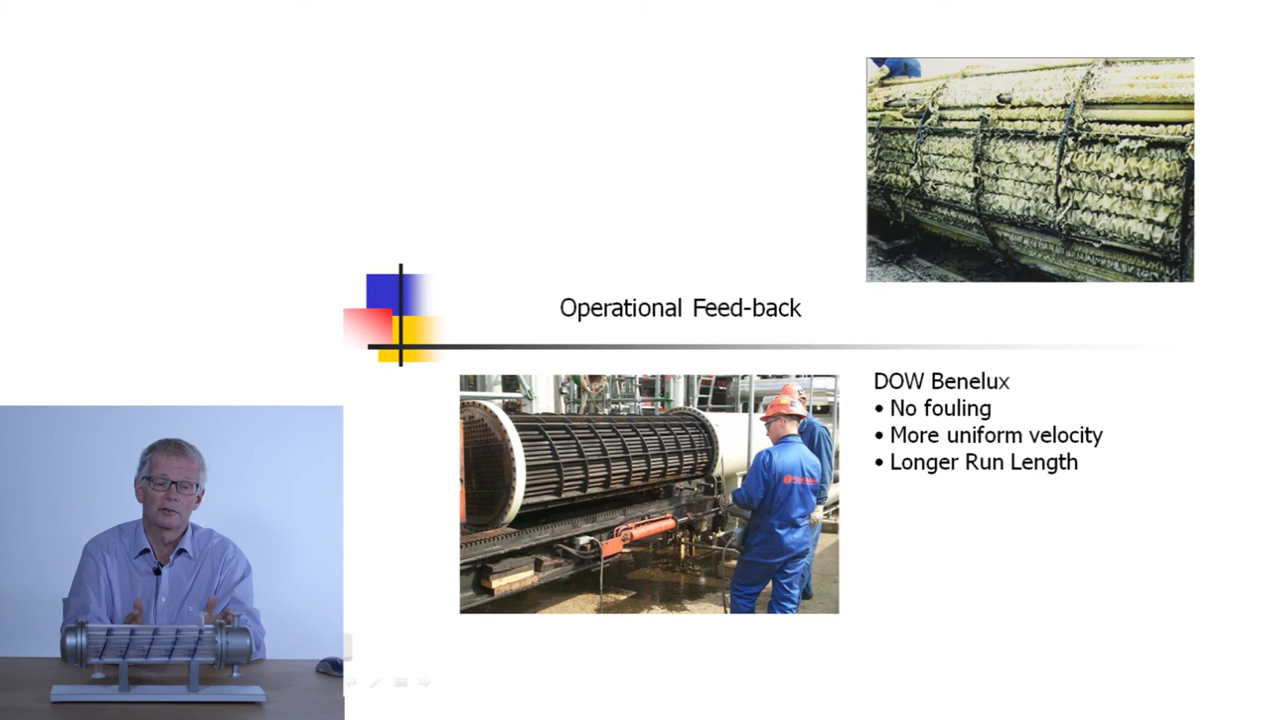 Operational Feed-back
DOW Benelux
• No fouling
• More uniform velocity
• Longer Run Length